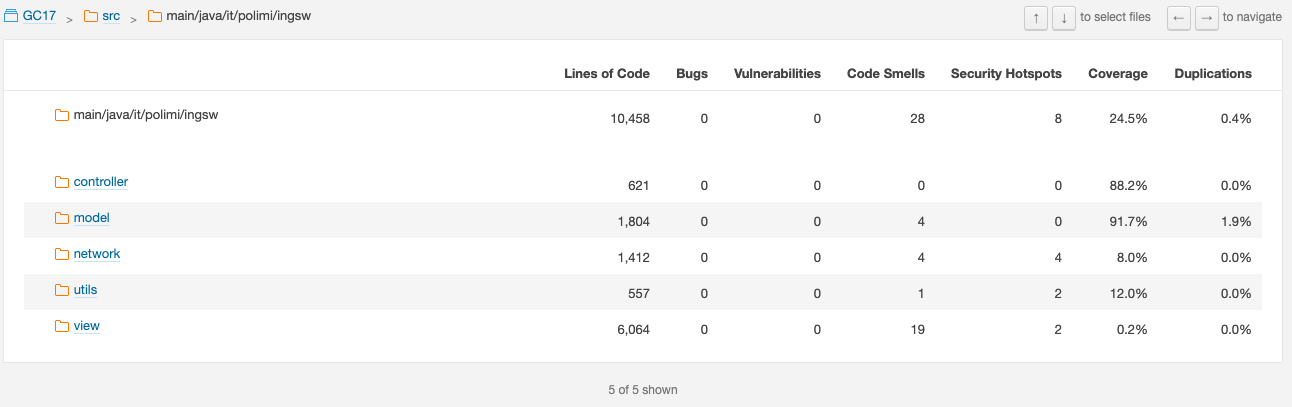 GC17 > src > main/java/it/polimi/ingsw ↑ ↓ to select files ← → to navigate
Lines of Code Bugs Vulnerabilities Code Smells Security Hotspots Coverage Duplications
main/java/it/polimi/ingsw 10,458 0 0 28 8 24.5% 0.4%
controller 621 0 0 0 0 88.2% 0.0%
model 1,804 0 0 4 0 91.7% 1.9%
network 1,412 0 0 4 4 8.0% 0.0%
utils 557 0 0 1 2 12.0% 0.0%
view 6,064 0 0 19 2 0.2% 0.0%
5 of 5 shown